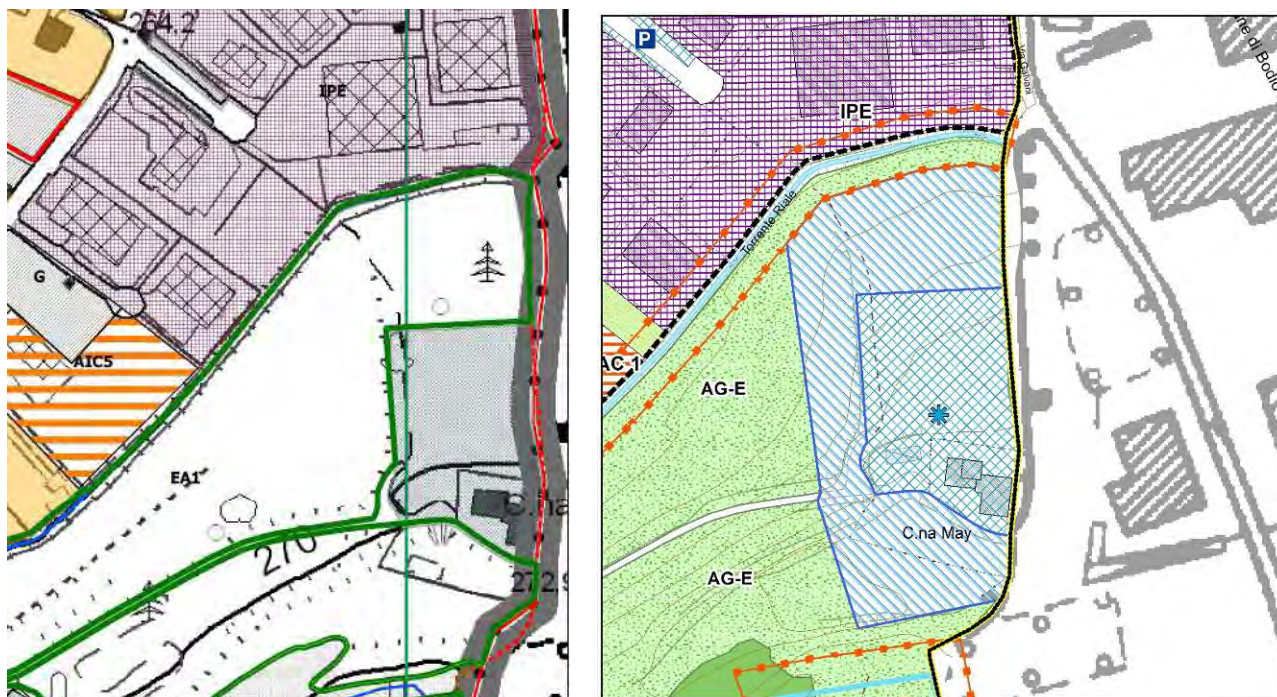 264.2
IPE
G
AIC5
EA1
270
C.na
272.9
P
IPE
Via Galvani
Torrente Riale
AC-1
AG-E
C.na May
AG-E